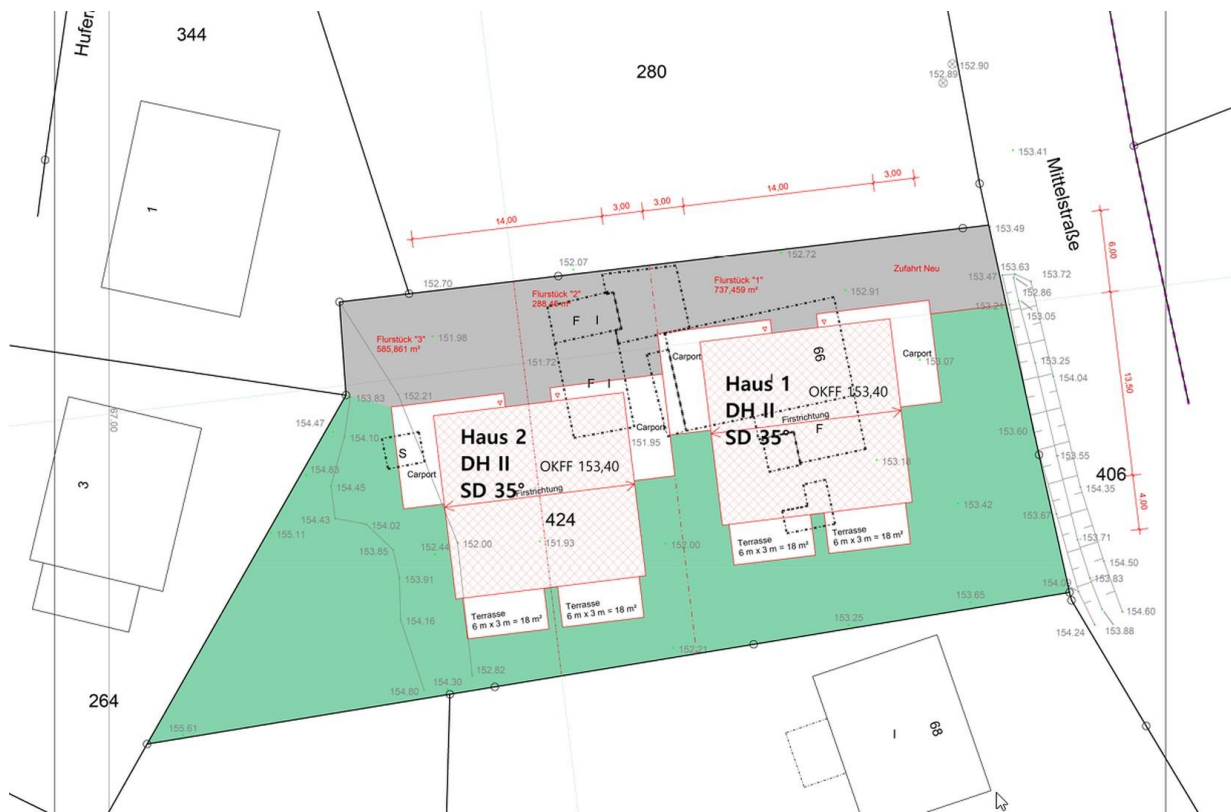 Hufen
344
280
152.90
152.89
153.41
Mittelstraße
1
14,00
3,00
3,00
14,00
3,00
6,00
13,50
4,00
153.49
152.70
152.07
152.72
153.47
153.63
153.72
152.86
153.21
153.05
Zufahrt Neu
Flurstück "1"
737,459 m²
Flurstück "2"
Flurstück "3"
585,861 m²
152.91
151.98
151.72
F I
F I
Carport
66
I
Carport
153.07
153.25
154.04
67.00
153.83
152.21
154.47
154.10
Haus 1
DH II
SD 35°
OKFF 153,40
Firstrichtung
F
Haus 2
DH II
SD 35°
OKFF 153,40
Firstrichtung
S
Carport
Carport
151.95
153.60
153.55
153.18
406
154.83
154.45
154.35
3
424
153.42
153.67
154.43
154.02
155.11
153.85
152.44
152.00
151.93
152.00
Terrasse
6 m x 3 m = 18 m²
Terrasse
6 m x 3 m = 18 m²
153.71
154.50
153.91
153.83
154.09
153.65
154.60
154.16
Terrasse
6 m x 3 m = 18 m²
Terrasse
6 m x 3 m = 18 m²
153.25
154.24
153.88
152.21
152.82
154.30
154.80
264
155.61
I
68